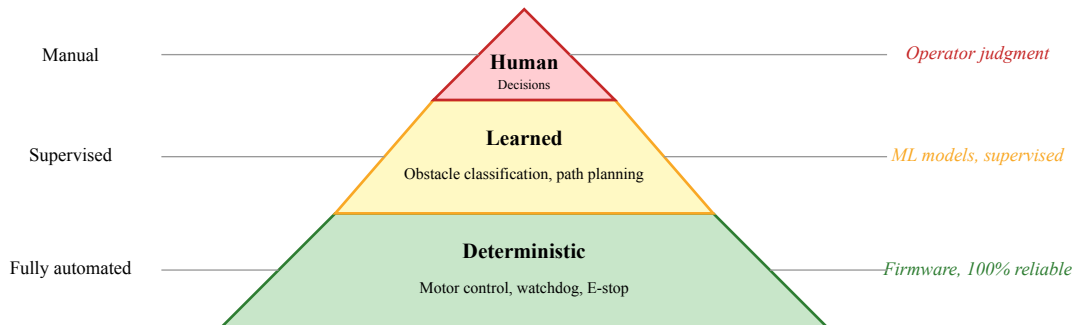 Manual
Human
Decisions
Operator judgment
Supervised
Learned
Obstacle classification, path planning
ML models, supervised
Fully automated
Deterministic
Motor control, watchdog, E-stop
Firmware, 100% reliable